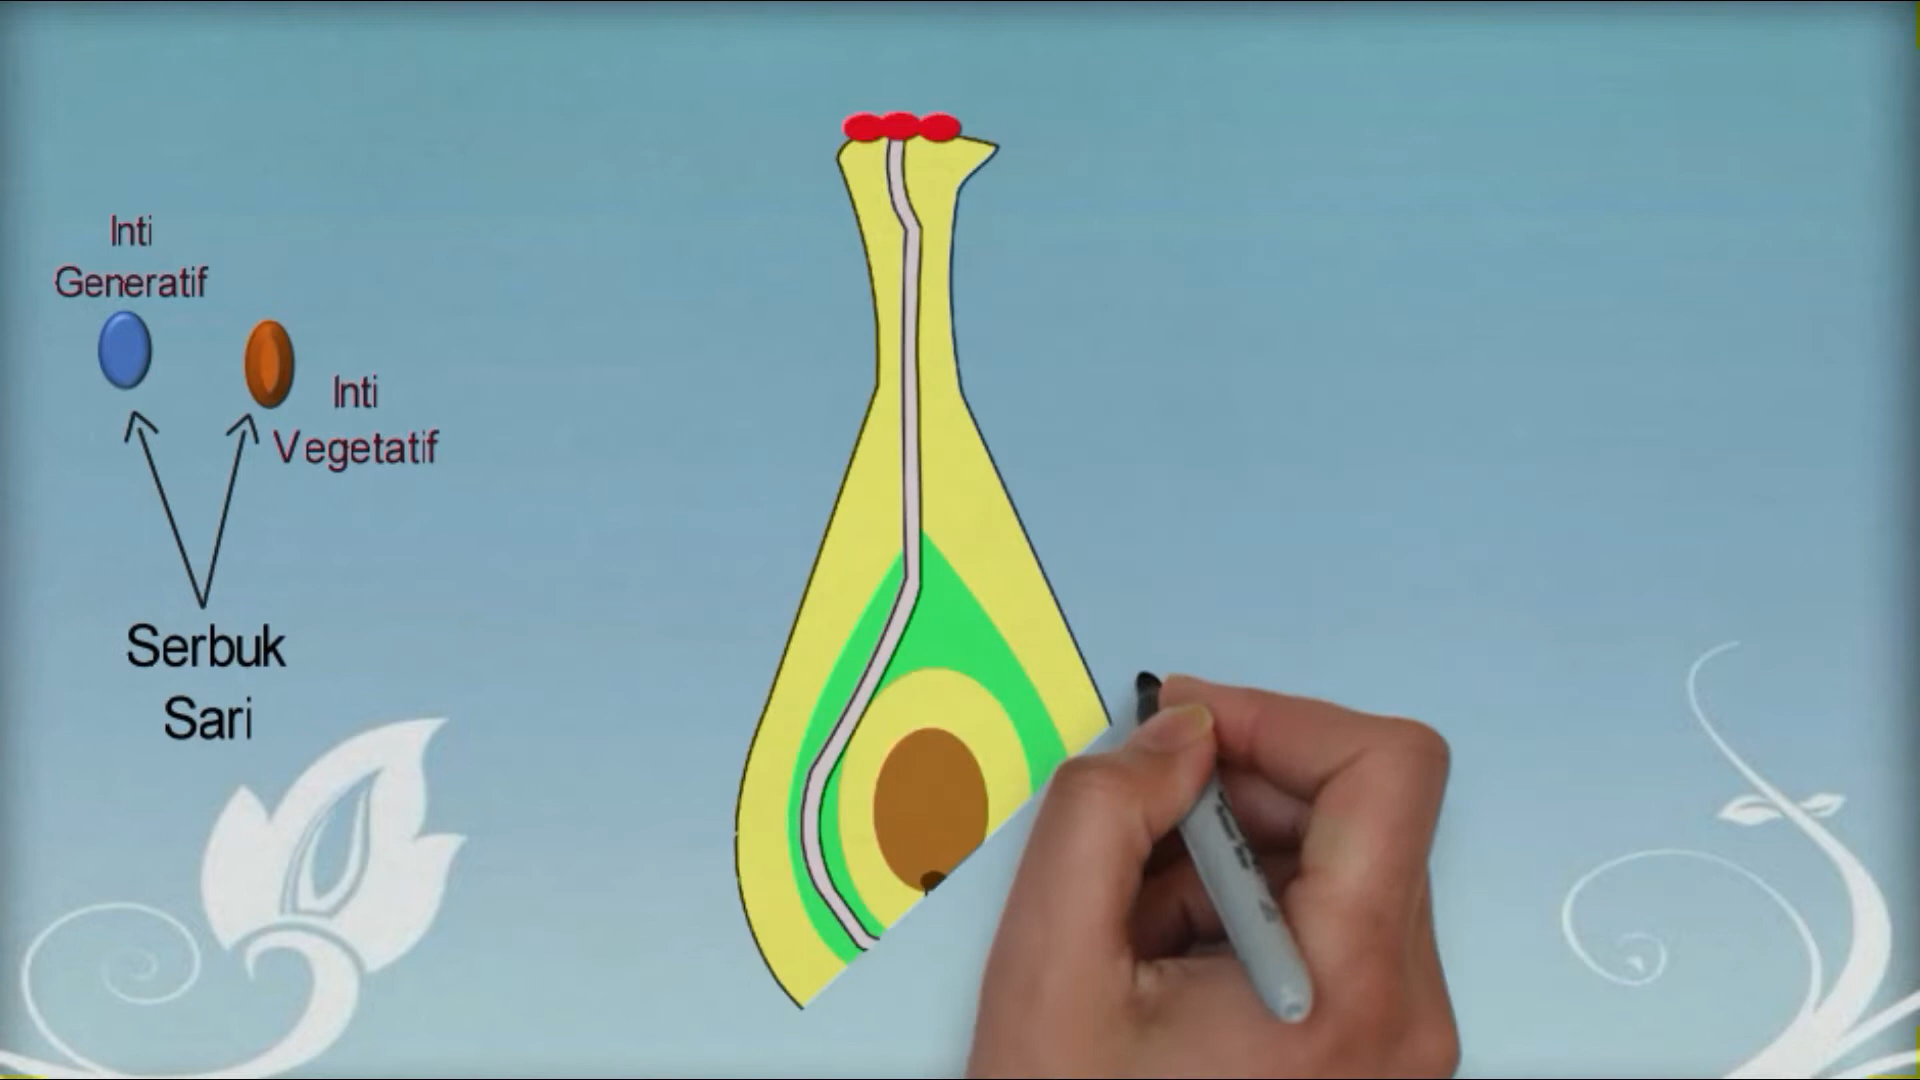 Inti
Generatif
Inti
Vegetatif
Serbuk
Sari